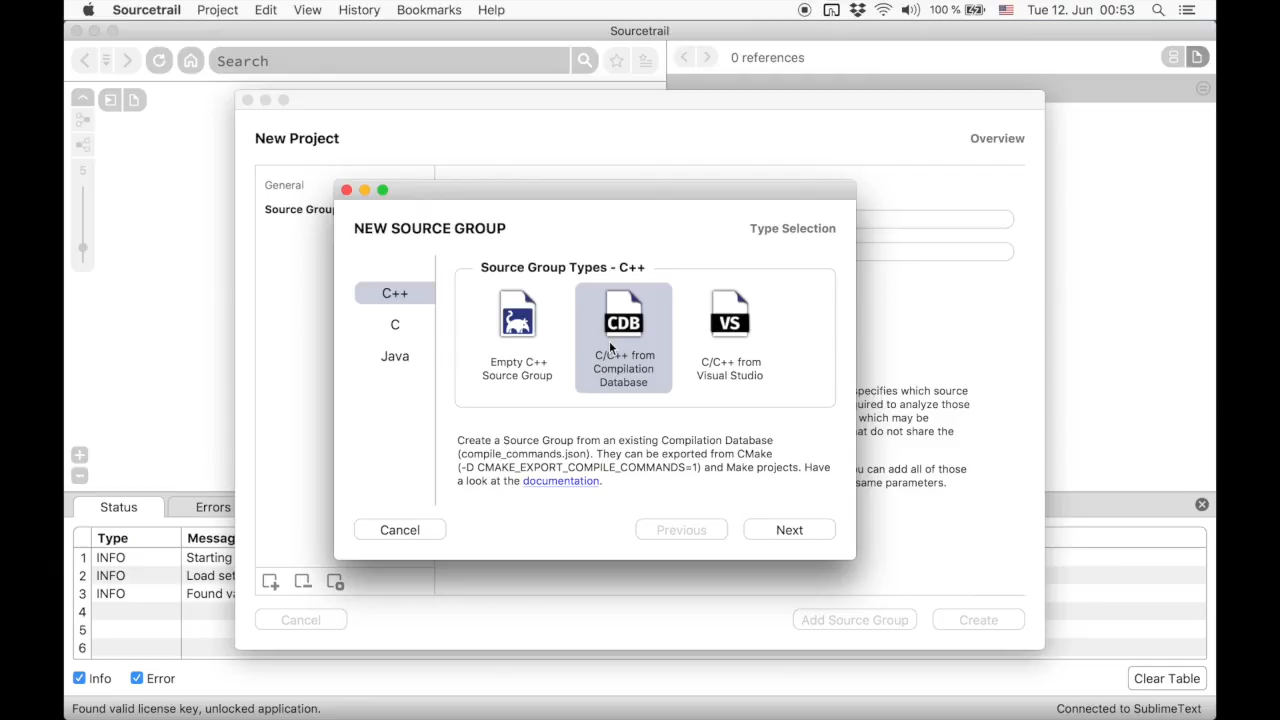 Sourcetrail Project Edit View History Bookmarks Help 100 % Tue 12. Jun 00:53
Sourcetrail
Search
0 references
New Project
Overview
General
Source Group
5
NEW SOURCE GROUP
Type Selection
C++
C
Java
Source Group Types - C++
Empty C++
Source Group
CDB
C/C++ from
Compilation
Database
VS
C/C++ from
Visual Studio
Create a Source Group from an existing Compilation Database
(compile_commands.json). They can be exported from CMake
(-D CMAKE_EXPORT_COMPILE_COMMANDS=1) and Make projects. Have
a look at the documentation.
Cancel
Previous
Next
specifies which source
uired to analyze those
which may be
at do not share the
u can add all of those
same parameters.
Cancel
Add Source Group
Create
Status
Errors
Type Messag
1 INFO Starting
2 INFO Load set
3 INFO Found va
4
5
6
Info
Error
Clear Table
Found valid license key, unlocked application.
Connected to SublimeText